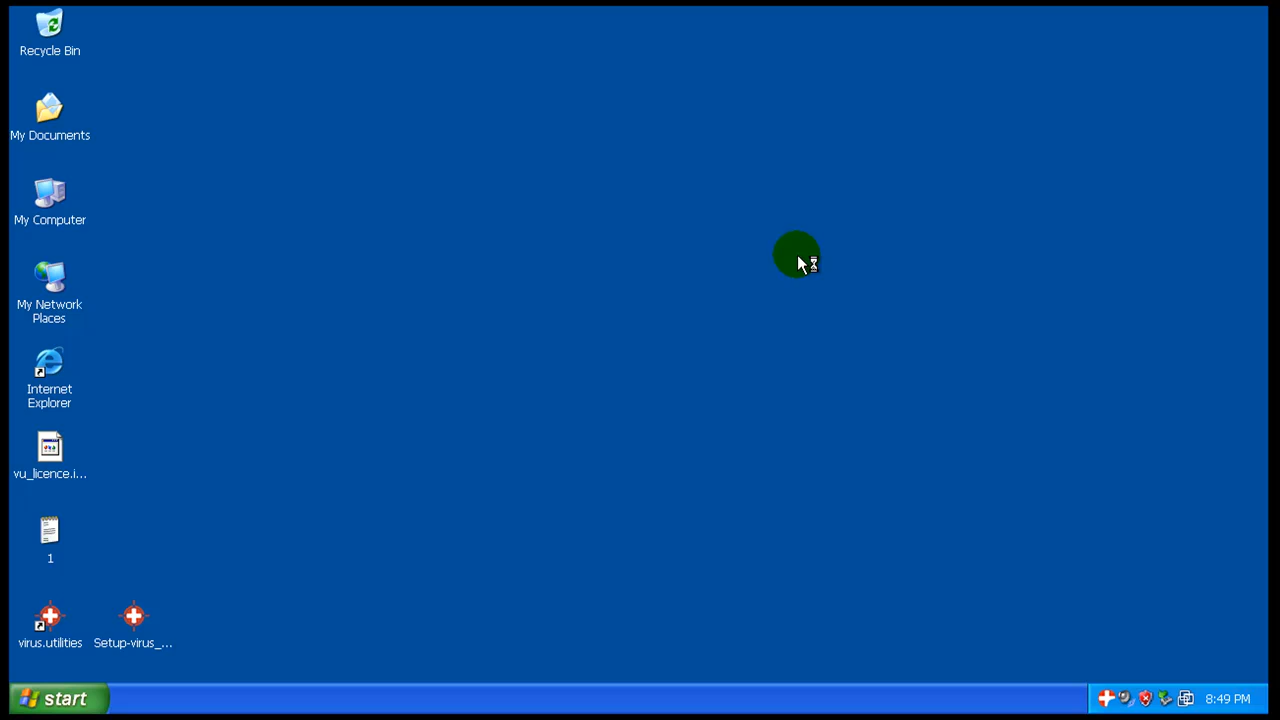 Recycle Bin
My Documents
My Computer
My Network
Places
Internet
Explorer
vu_licence.i...
1
virus.utilities
Setup-virus_...
start
8:49 PM